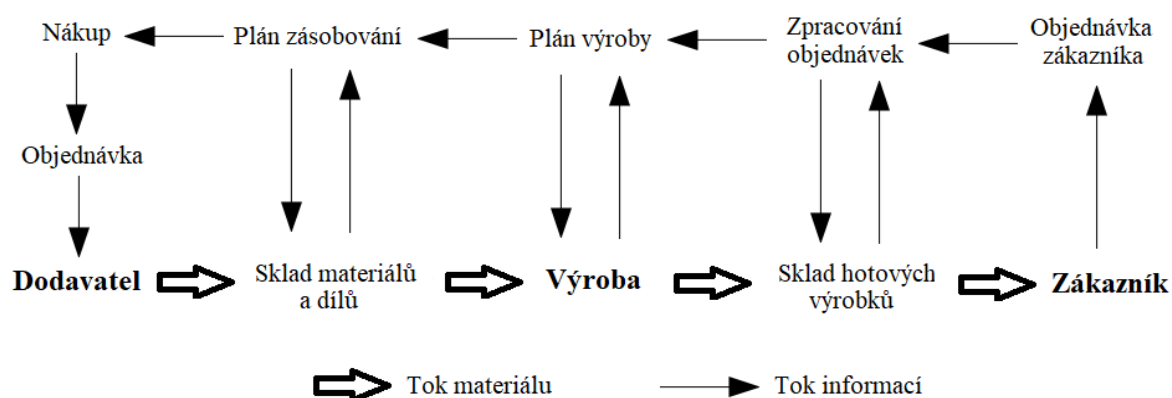 Nákup
Plán zásobování
Plán výroby
Zpracování
objednávek
Objednávka
zákazníka
Objednávka
Dodavatel
Sklad materiálů
a dílů
Výroba
Sklad hotových
výrobků
Zákazník
Tok materiálu
Tok informací